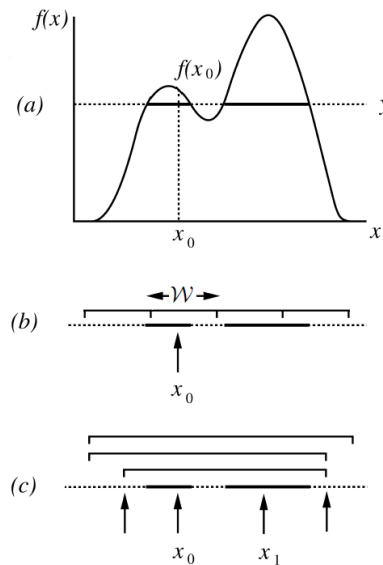 f(x)
f(x₀)
(a)
y
x₀
x
𝒲
(b)
x₀
(c)
x₀
x₁